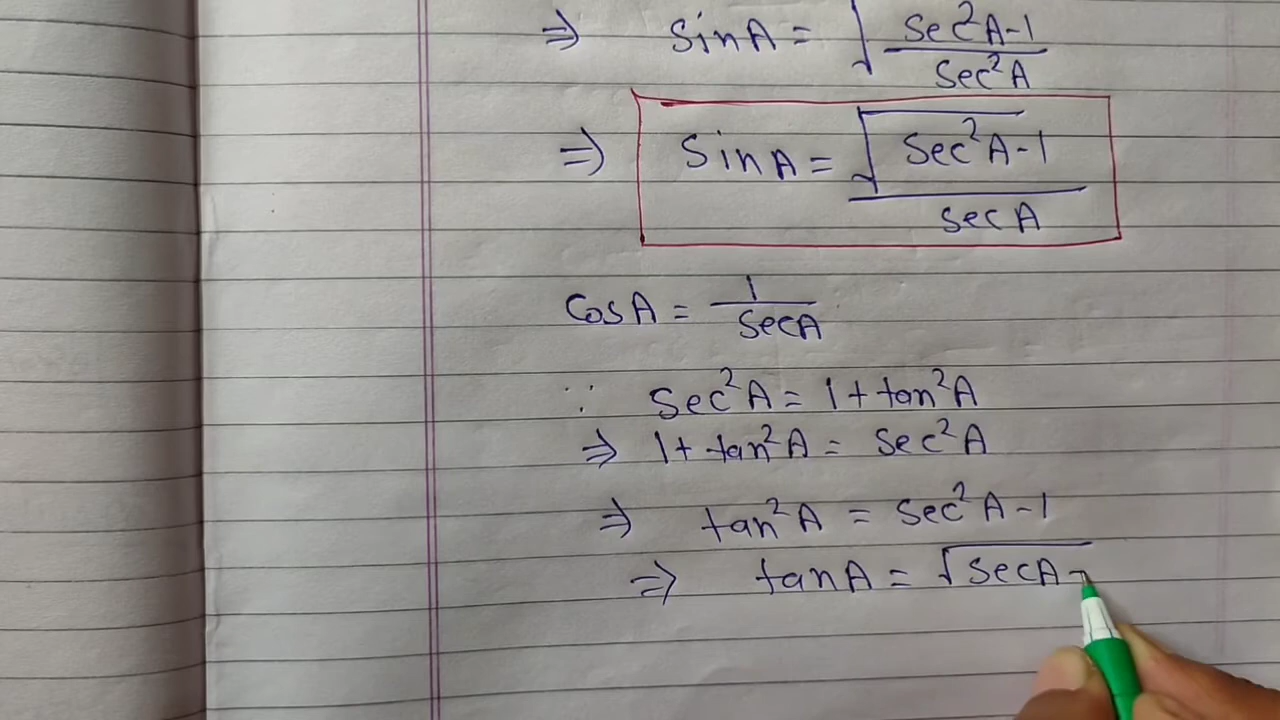 ⇒ sinA = √(sec²A-1 / sec²A)
⇒ sinA = √(sec²A-1) / secA
cosA = 1 / secA
∵ sec²A = 1 + tan²A
⇒ 1 + tan²A = sec²A
⇒ tan²A = sec²A-1
⇒ tanA = √secA -